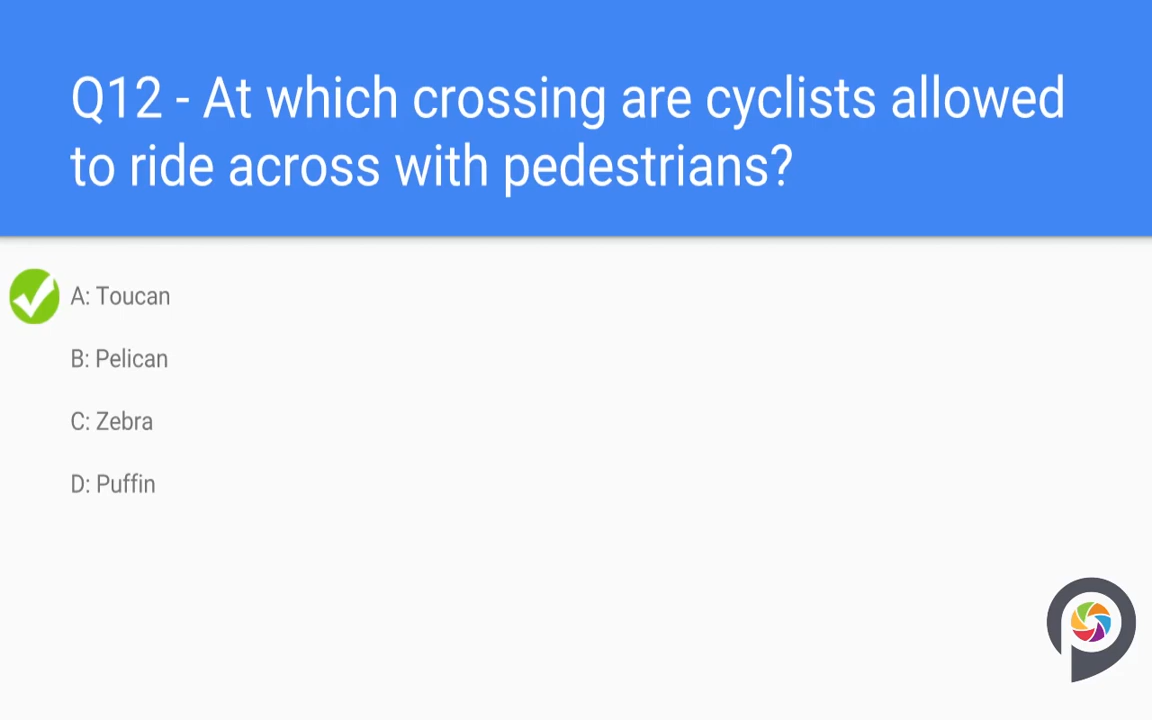 Q12 - At which crossing are cyclists allowed
to ride across with pedestrians?
A: Toucan
B: Pelican
C: Zebra
D: Puffin